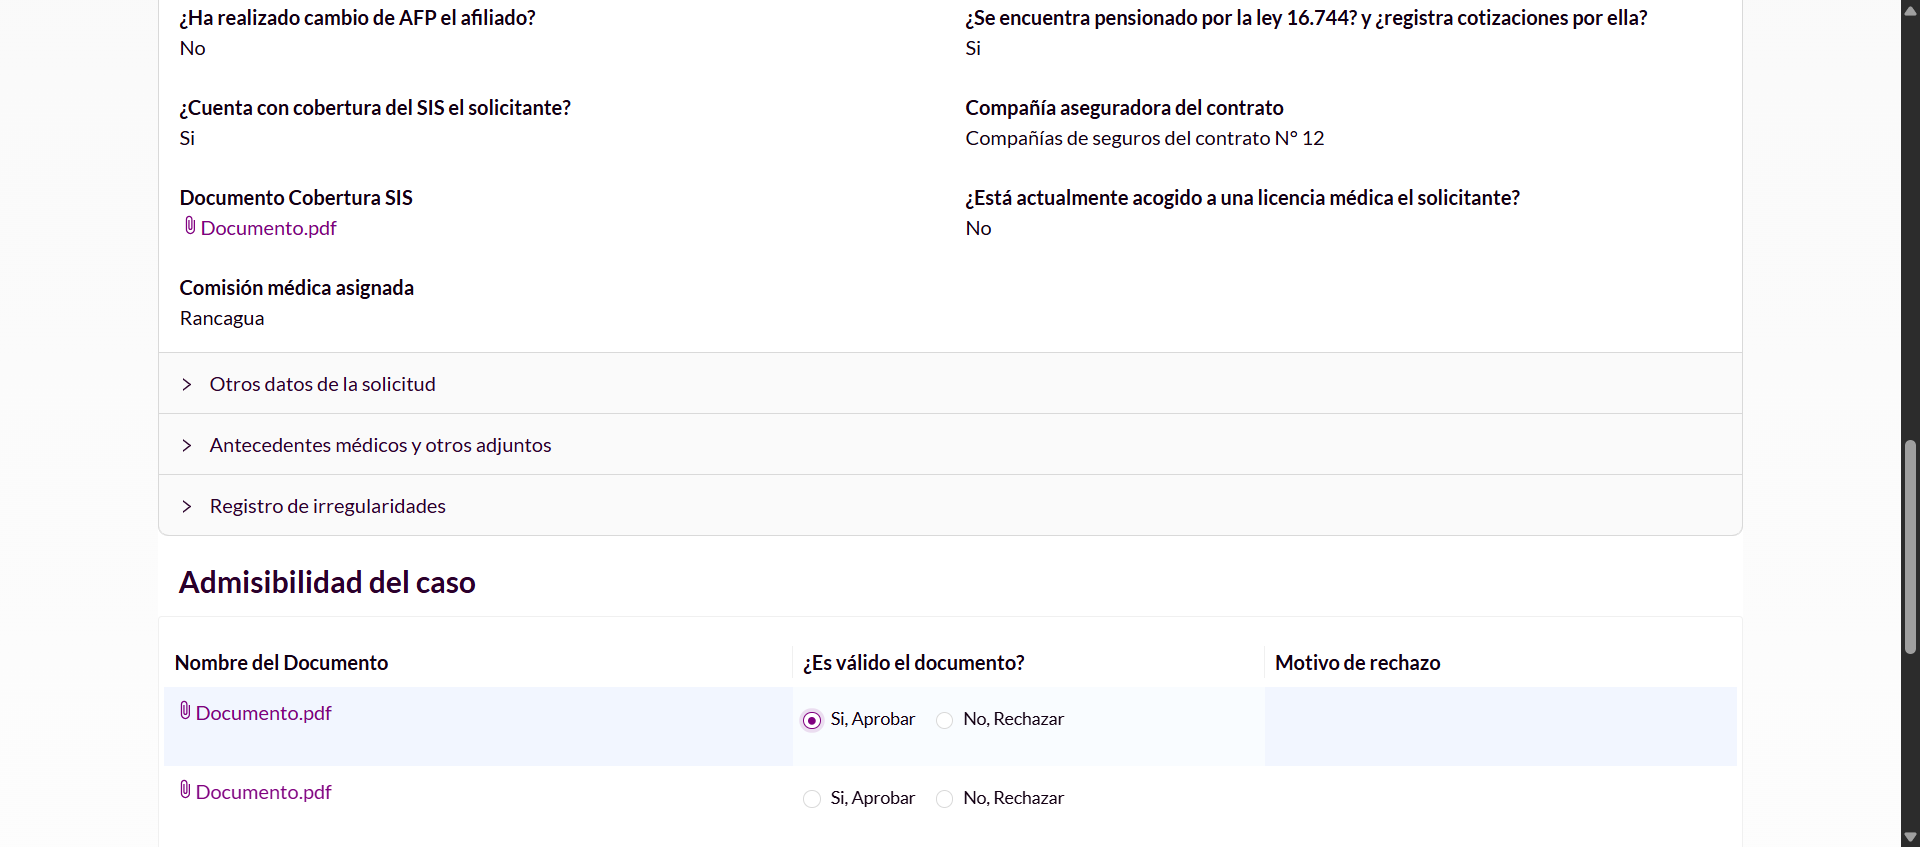 ¿Ha realizado cambio de AFP el afiliado?
No
¿Se encuentra pensionado por la ley 16.744? y ¿registra cotizaciones por ella?
Si
¿Cuenta con cobertura del SIS el solicitante?
Si
Compañía aseguradora del contrato
Compañías de seguros del contrato N° 12
Documento Cobertura SIS
Documento.pdf
¿Está actualmente acogido a una licencia médica el solicitante?
No
Comisión médica asignada
Rancagua
Otros datos de la solicitud
Antecedentes médicos y otros adjuntos
Registro de irregularidades
Admisibilidad del caso
Nombre del Documento
¿Es válido el documento?
Motivo de rechazo
Documento.pdf
Si, Aprobar
No, Rechazar
Documento.pdf
Si, Aprobar
No, Rechazar